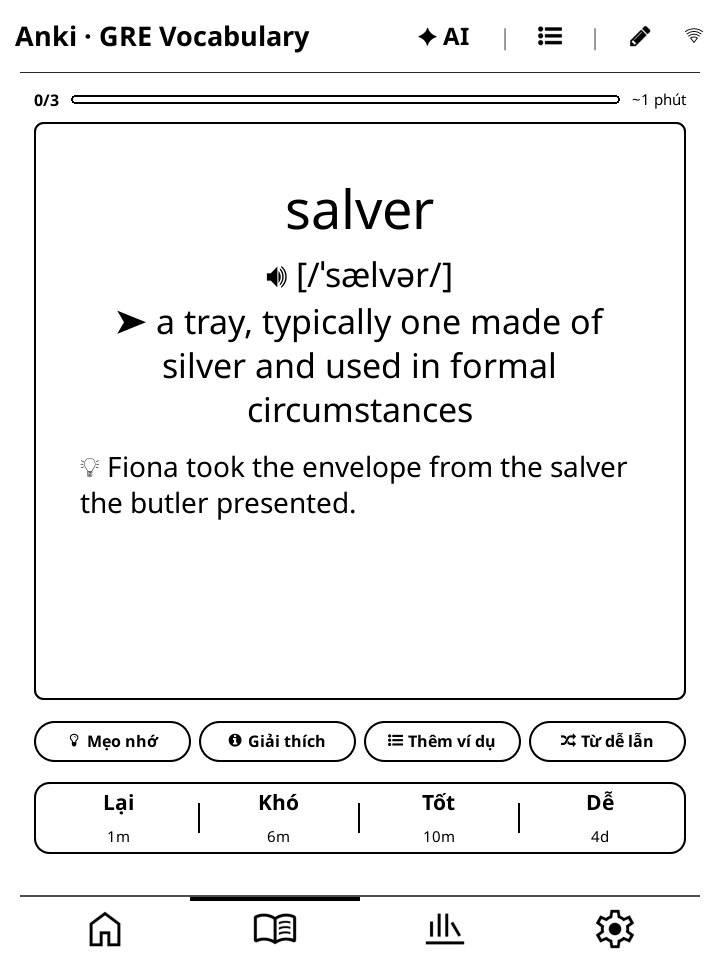 Anki · GRE Vocabulary ✦ AI
0/3 ~1 phút
salver
[/ˈsælvər/]
➤ a tray, typically one made of
silver and used in formal
circumstances
Fiona took the envelope from the salver
the butler presented.
Mẹo nhớ Giải thích Thêm ví dụ Từ dễ lẫn
Lại Khó Tốt Dễ
1m 6m 10m 4d